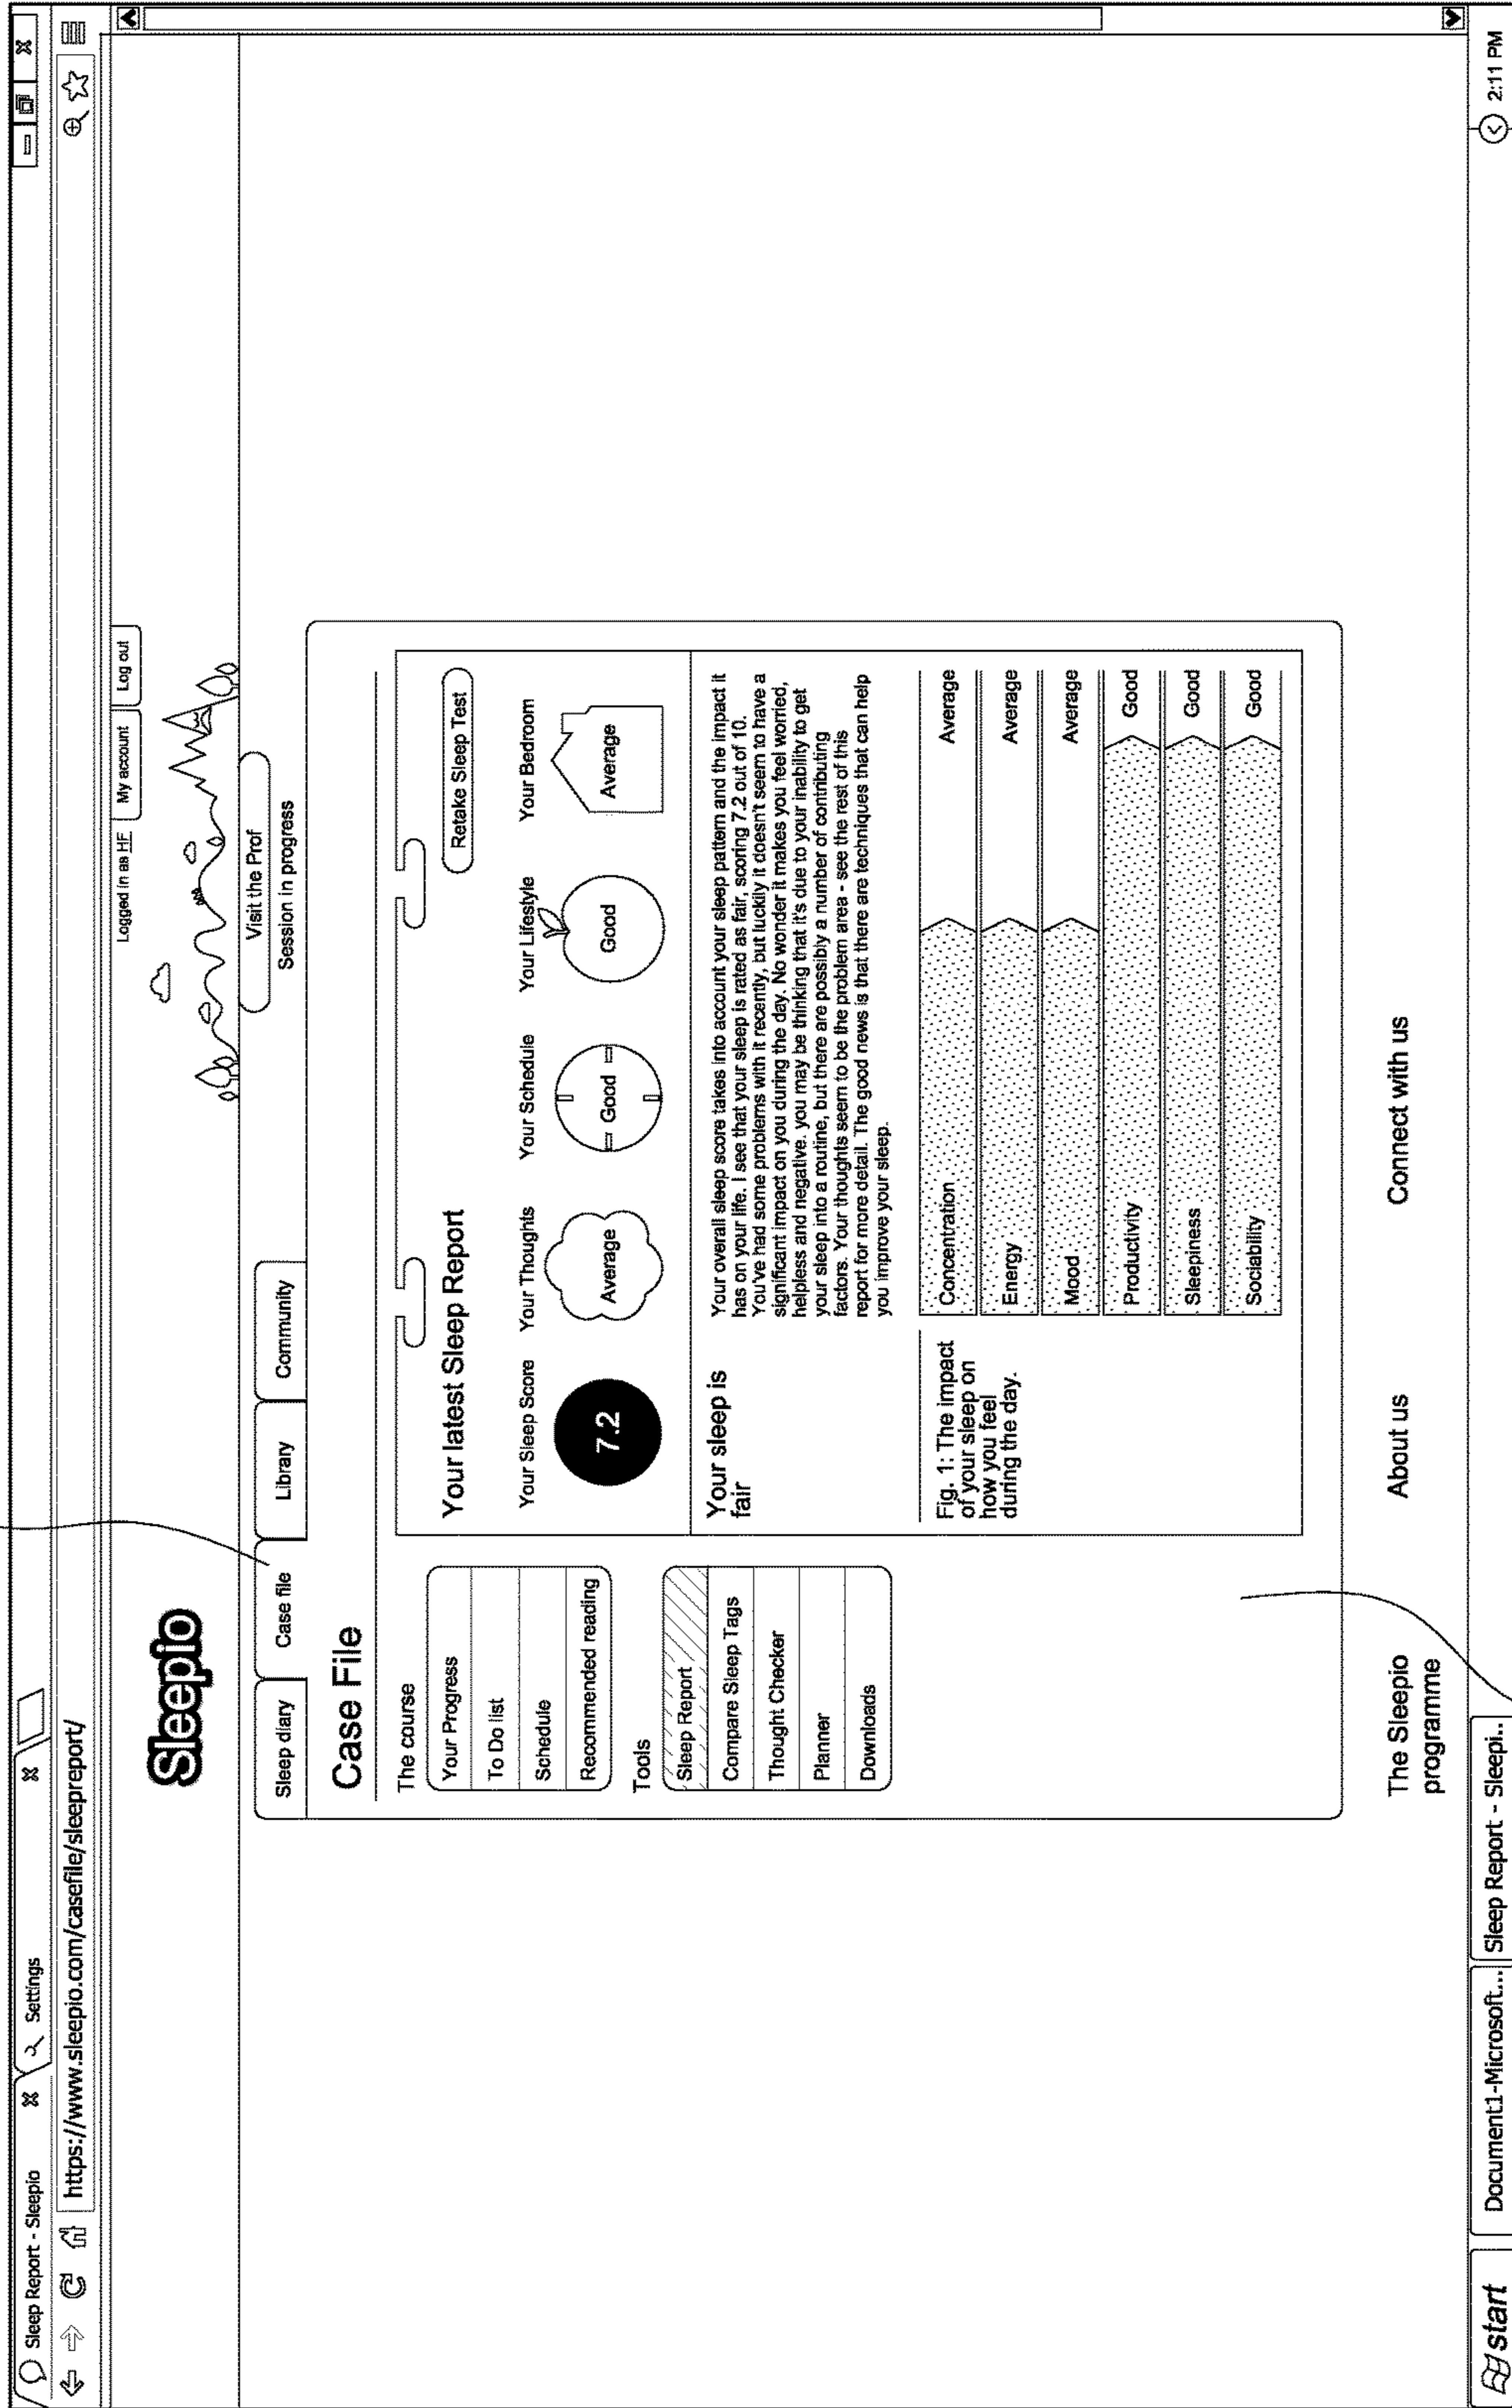 Sleep Report - Sleepio
Settings
https://www.sleepio.com/casefile/sleepreport/
Logged in as HF
My account
Log out
Sleepio
Visit the Prof
Session in progress
Sleep diary
Case file
Library
Community
Case File
The course
Your Progress
To Do list
Schedule
Recommended reading
Tools
Sleep Report
Compare Sleep Tags
Thought Checker
Planner
Downloads
Your latest Sleep Report
Retake Sleep Test
Your Sleep Score
Your Thoughts
Your Schedule
Your Lifestyle
Your Bedroom
7.2
Average
Good
Good
Average
Your sleep is
fair
Your overall sleep score takes into account your sleep pattern and the impact it
has on your life. I see that your sleep is rated as fair, scoring 7.2 out of 10.
You've had some problems with it recently, but luckily it doesn't seem to have a
significant impact on you during the day. No wonder it makes you feel worried,
helpless and negative. you may be thinking that it's due to your inability to get
your sleep into a routine, but there are possibly a number of contributing
factors. Your thoughts seem to be the problem area - see the rest of this
report for more detail. The good news is that there are techniques that can help
you improve your sleep.
Fig. 1: The impact
of your sleep on
how you feel
during the day.
Concentration Average
Energy Average
Mood Average
Productivity Good
Sleepiness Good
Sociability Good
The Sleepio
programme
About us
Connect with us
start
Document1-Microsoft...
Sleep Report - Sleepi..
2:11 PM